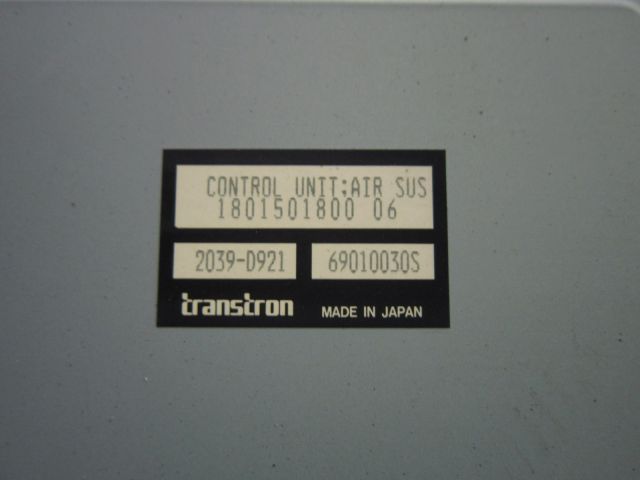 CONTROL UNIT;AIR SUS
1801501800 06
2039-D921 69010030S
transtron MADE IN JAPAN